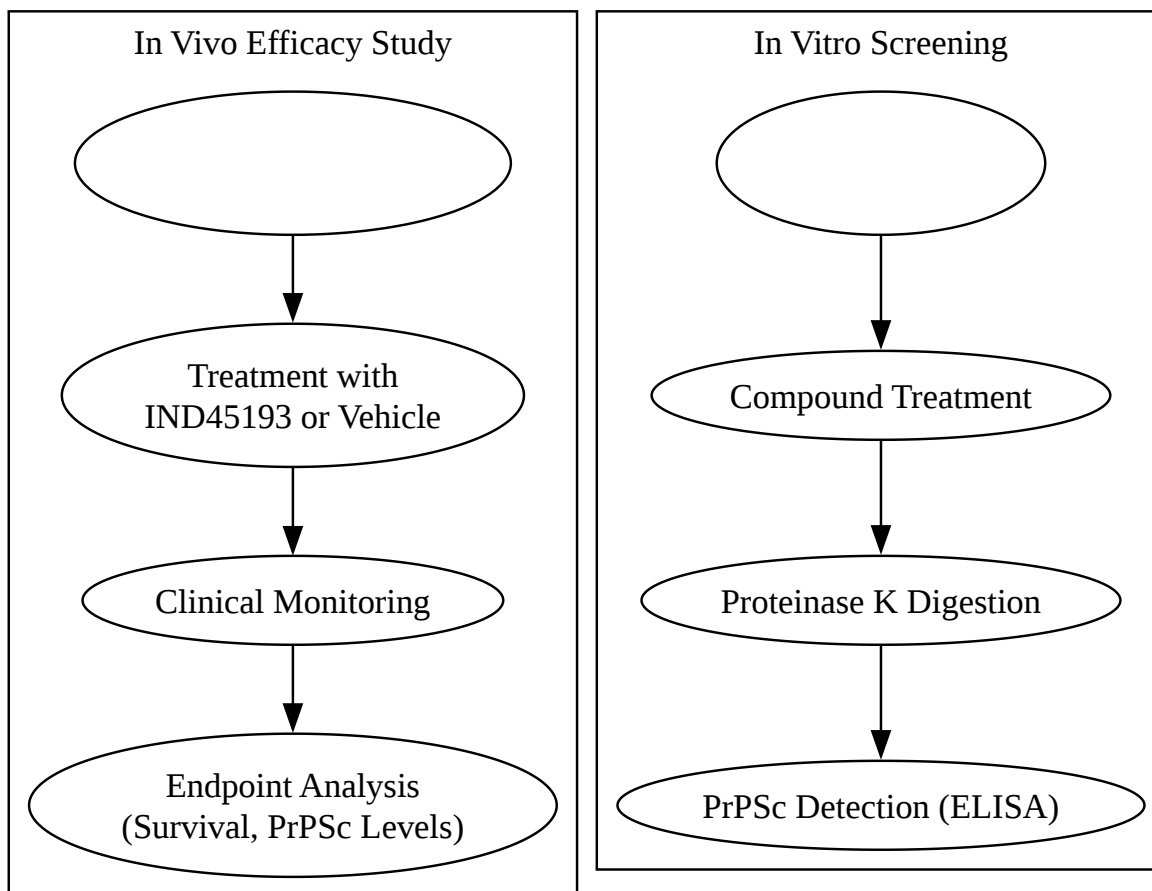 In Vivo Efficacy Study
Treatment with
IND45193 or Vehicle
Clinical Monitoring
Endpoint Analysis
(Survival, PrPSc Levels)
In Vitro Screening
Compound Treatment
Proteinase K Digestion
PrPSc Detection (ELISA)